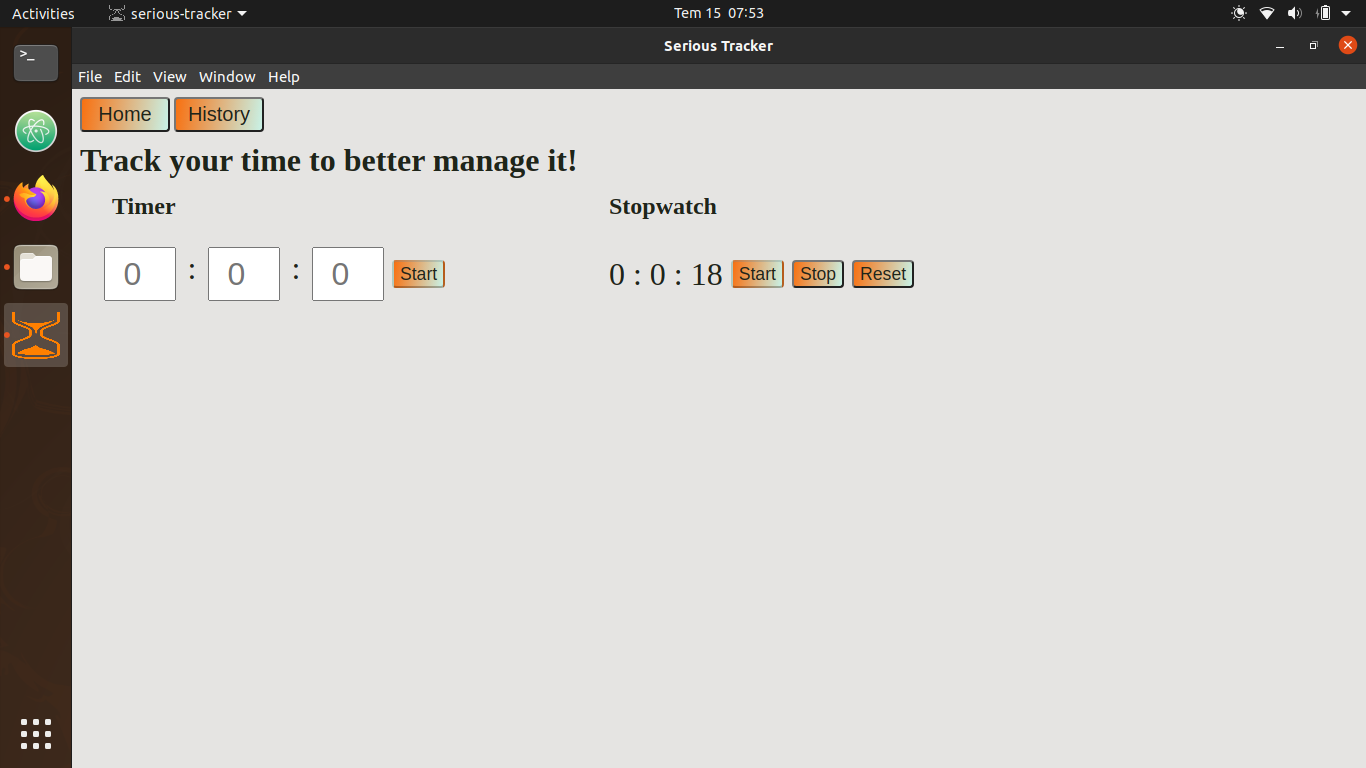 Activities serious-tracker Tem 15 07:53
Serious Tracker
File Edit View Window Help
Home History
Track your time to better manage it!
Timer Stopwatch
0 : 0 : 0 Start 0 : 0 : 18 Start Stop Reset